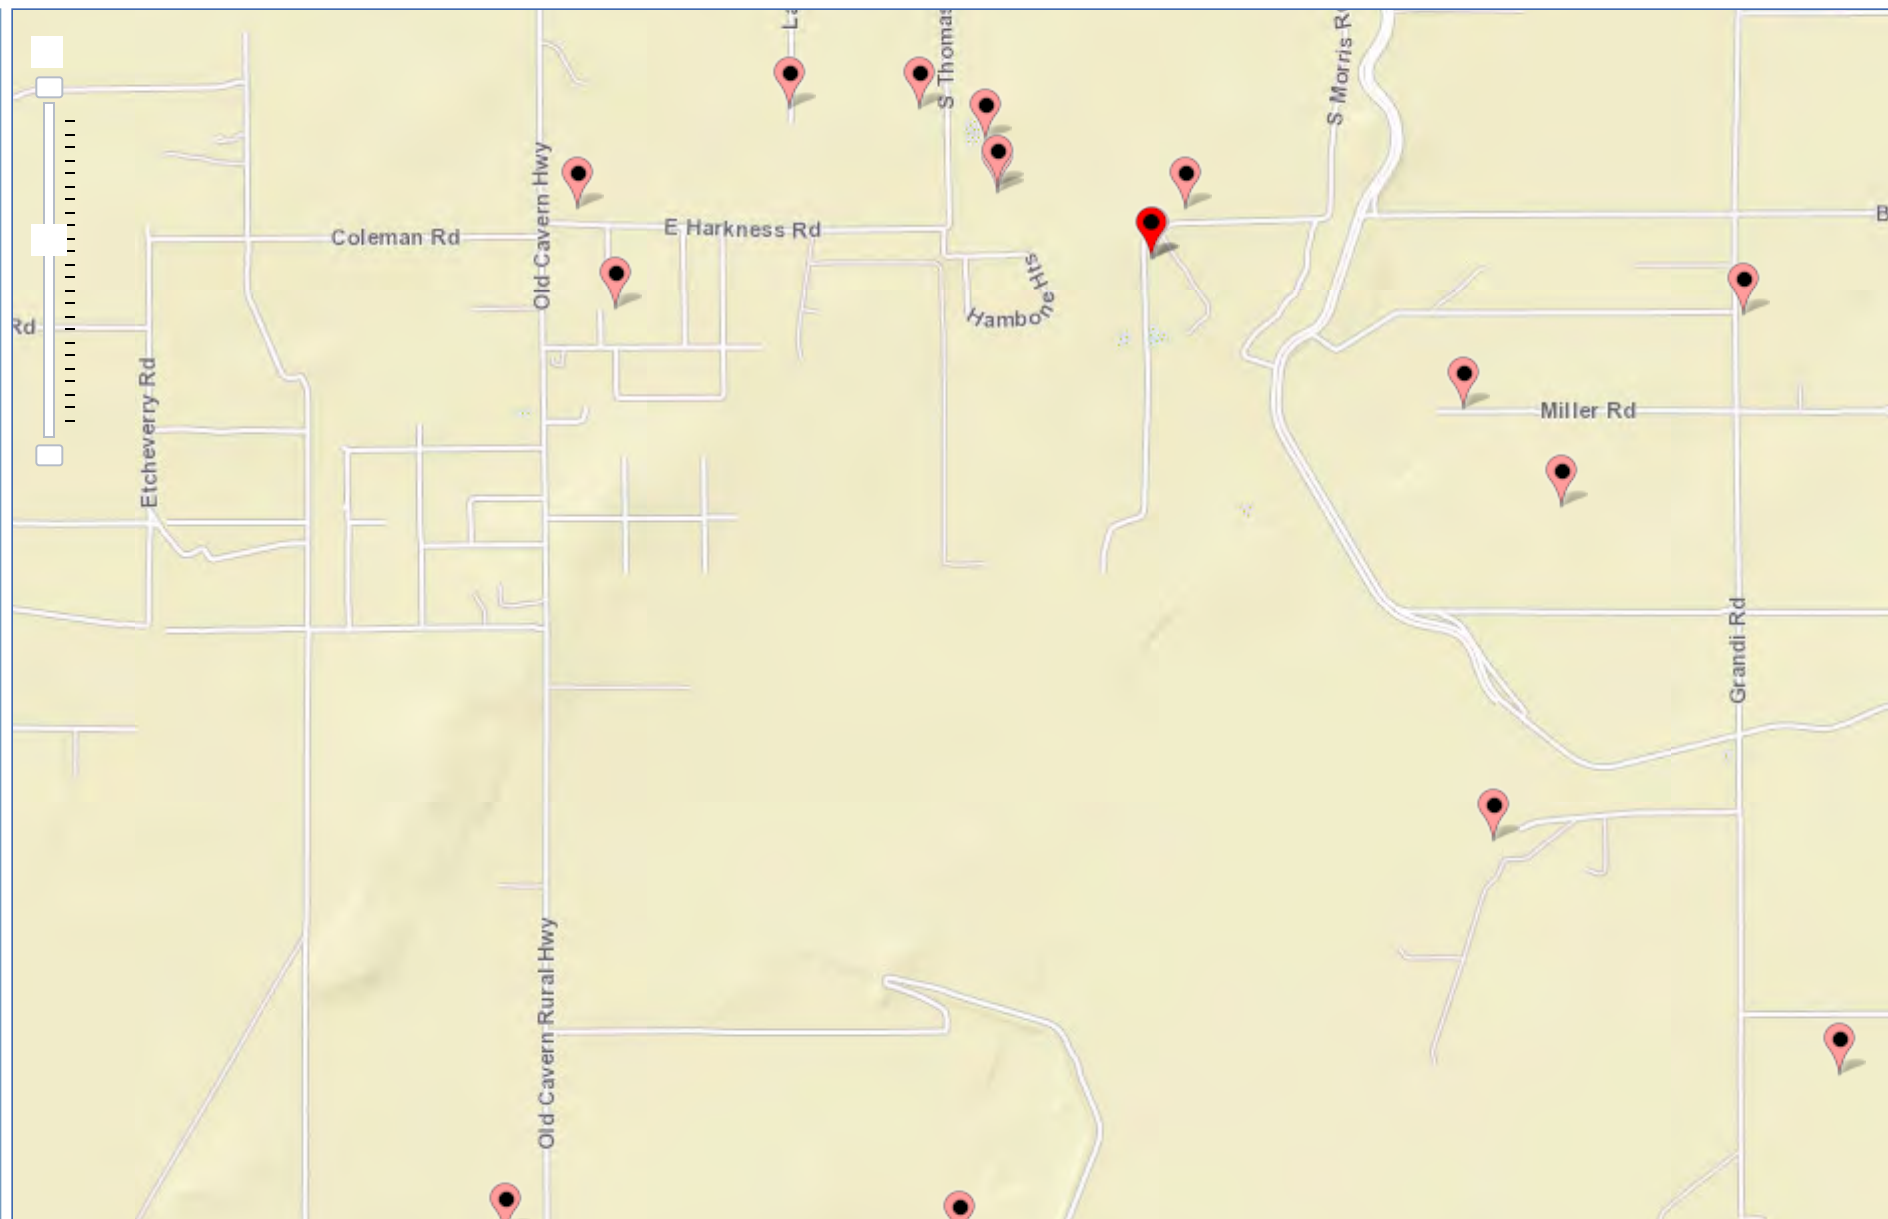 S Thomas
S Morris R
Old Cavern Hwy
Coleman Rd
E Harkness Rd
Hambone Hts
Rd
Etcheverry Rd
Miller Rd
Grandi Rd
Old Cavern Rural Hwy